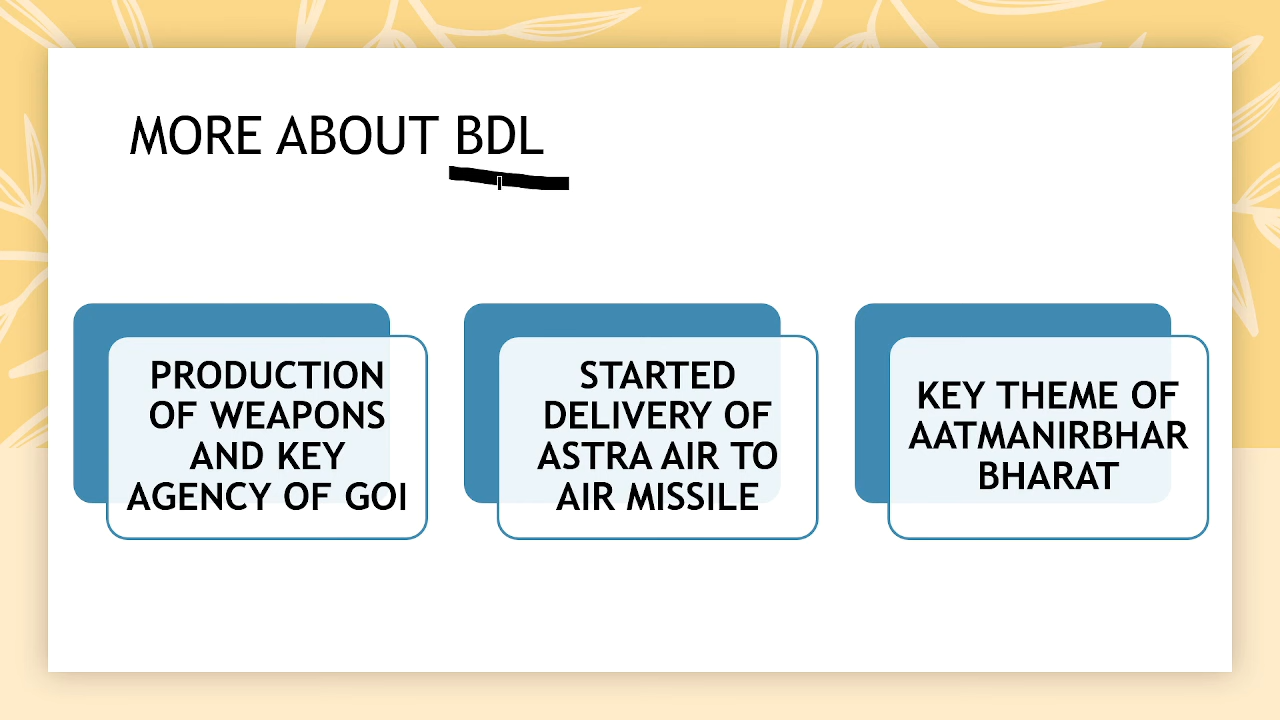 MORE ABOUT BDL
PRODUCTION
OF WEAPONS
AND KEY
AGENCY OF GOI
STARTED
DELIVERY OF
ASTRA AIR TO
AIR MISSILE
KEY THEME OF
AATMANIRBHAR
BHARAT